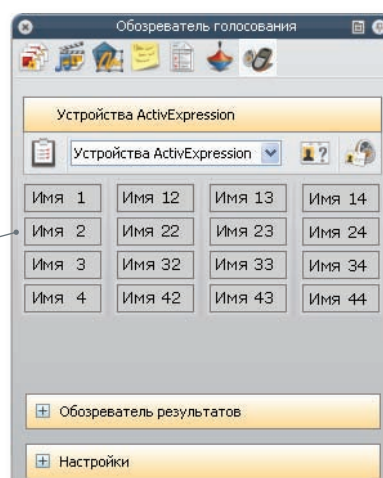 Обозреватель голосования
Устройства ActivExpression
Устройства ActivExpression
Имя 1 Имя 12 Имя 13 Имя 14
Имя 2 Имя 22 Имя 23 Имя 24
Имя 3 Имя 32 Имя 33 Имя 34
Имя 4 Имя 42 Имя 43 Имя 44
Обозреватель результатов
Настройки